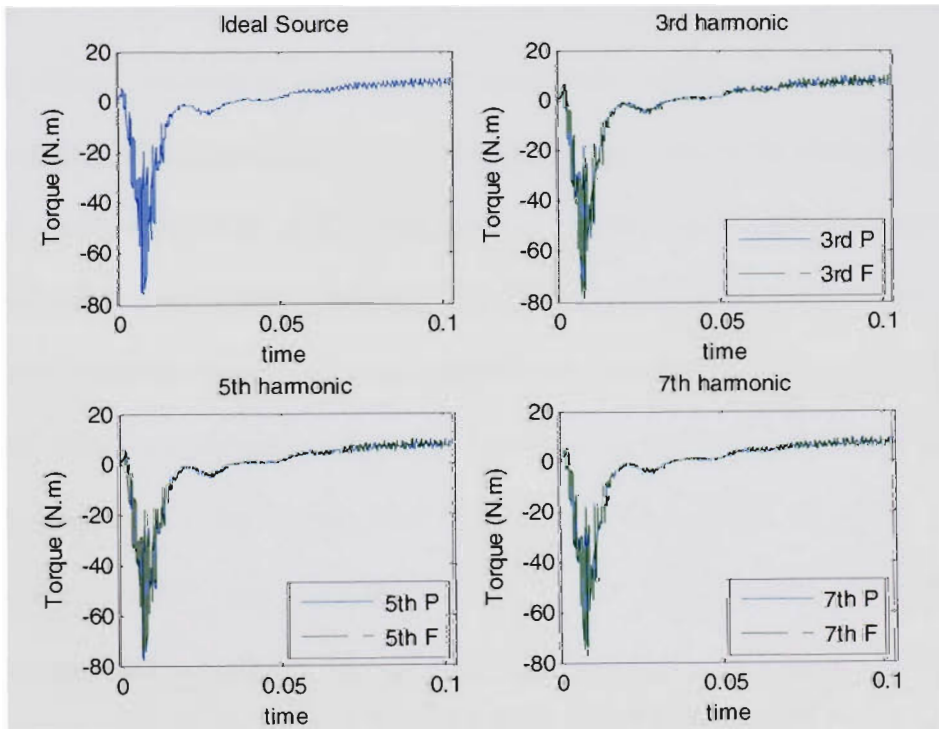 Ideal Source
20
0
-20
-40
-60
-80
Torque (N.m)
0
0.05
0.1
time
3rd harmonic
20
0
-20
-40
-60
-80
Torque (N.m)
3rd P
3rd F
0
0.05
0.1
time
5th harmonic
20
0
-20
-40
-60
-80
Torque (N.m)
5th P
5th F
0
0.05
0.1
time
7th harmonic
20
0
-20
-40
-60
-80
Torque (N.m)
7th P
7th F
0
0.05
0.1
time